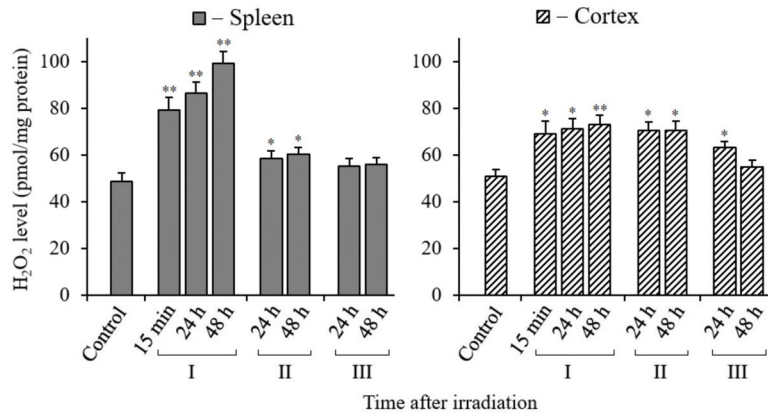 – Spleen
– Cortex
H₂O₂ level (pmol/mg protein)
100
80
60
40
20
0
** ** ** * *
Control 15 min 24 h 48 h 24 h 48 h 24 h 48 h
I II III
100
80
60
40
20
0
* * ** * * *
Control 15 min 24 h 48 h 24 h 48 h 24 h 48 h
I II III
Time after irradiation